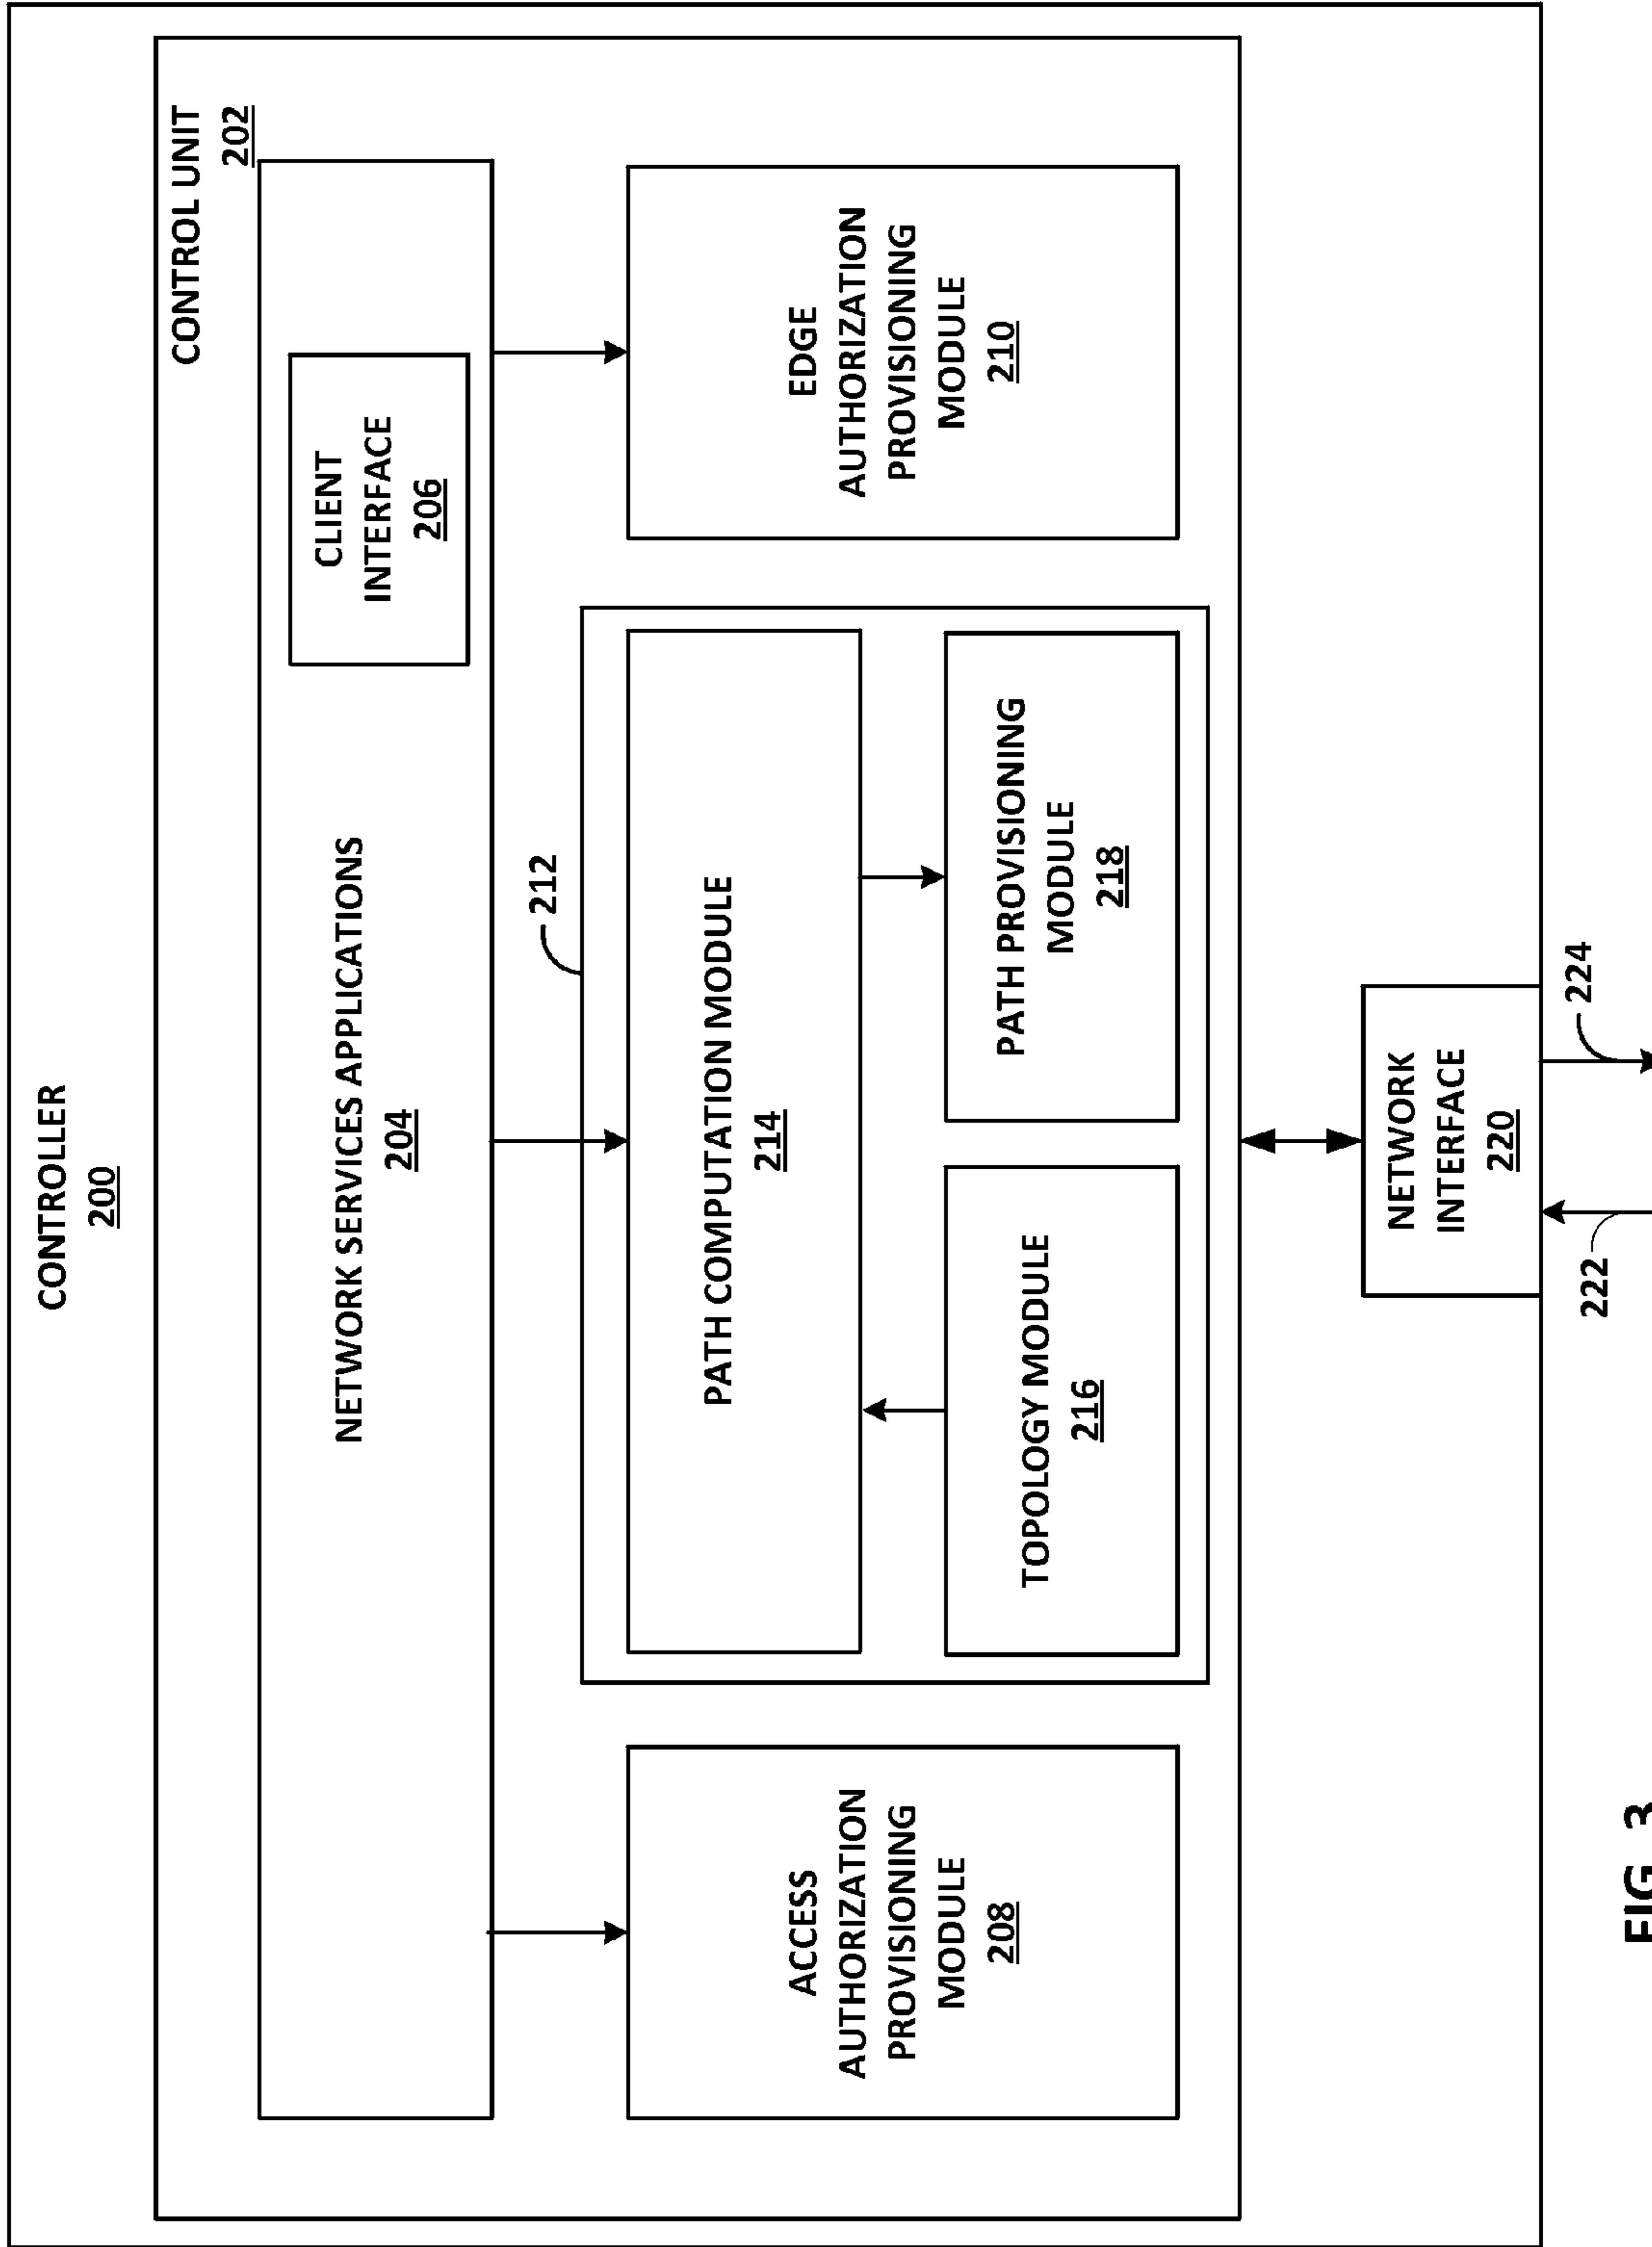 CONTROLLER
200
CONTROL UNIT
202
NETWORK SERVICES APPLICATIONS
204
CLIENT
INTERFACE
206
212
ACCESS
AUTHORIZATION
PROVISIONING
MODULE
208
PATH COMPUTATION MODULE
214
EDGE
AUTHORIZATION
PROVISIONING
MODULE
210
TOPOLOGY MODULE
216
PATH PROVISIONING
MODULE
218
NETWORK
INTERFACE
220
222
224
FIG. 3